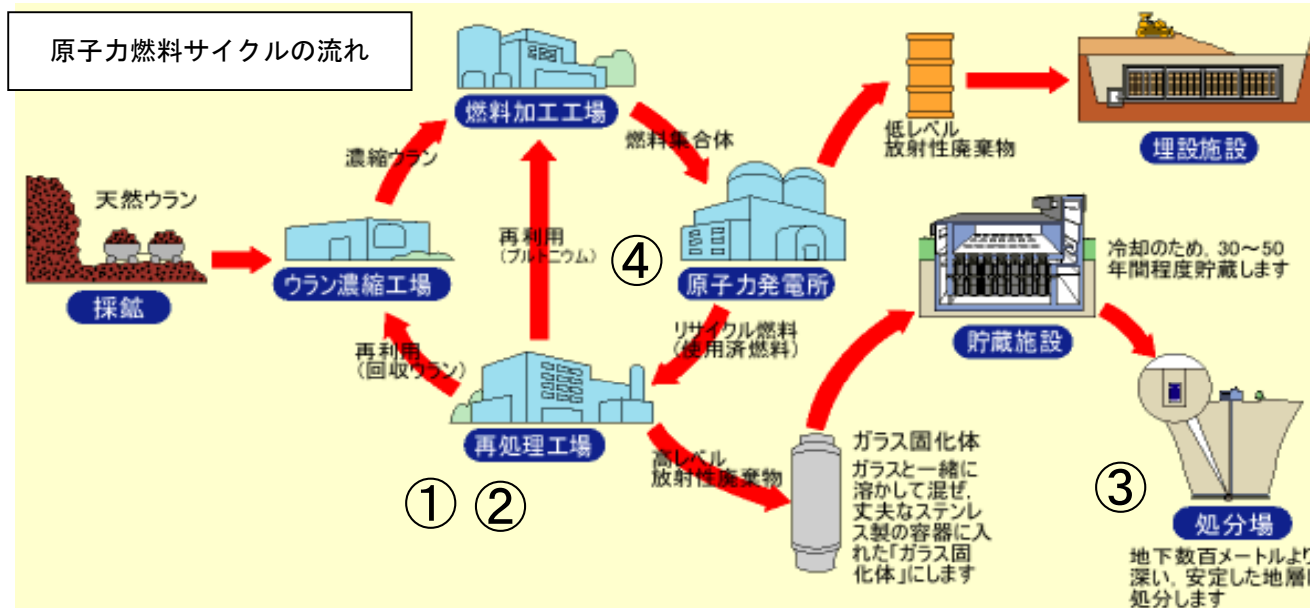 原子力燃料サイクルの流れ
燃料加工工場
濃縮ウラン
燃料集合体
低レベル
放射性廃棄物
埋設施設
天然ウラン
採鉱
ウラン濃縮工場
再利用
(プルトニウム)
④
原子力発電所
冷却のため,30～50
年間程度貯蔵します
貯蔵施設
再利用
(回収ウラン)
リサイクル燃料
(使用済燃料)
再処理工場
高レベル
放射性廃棄物
① ②
ガラス固化体
ガラスと一緒に
溶かして混ぜ,
丈夫なステンレ
ス製の容器に入
れた「ガラス固
化体」にします
③
処分場
地下数百メートルより
深い,安定した地層に
処分します